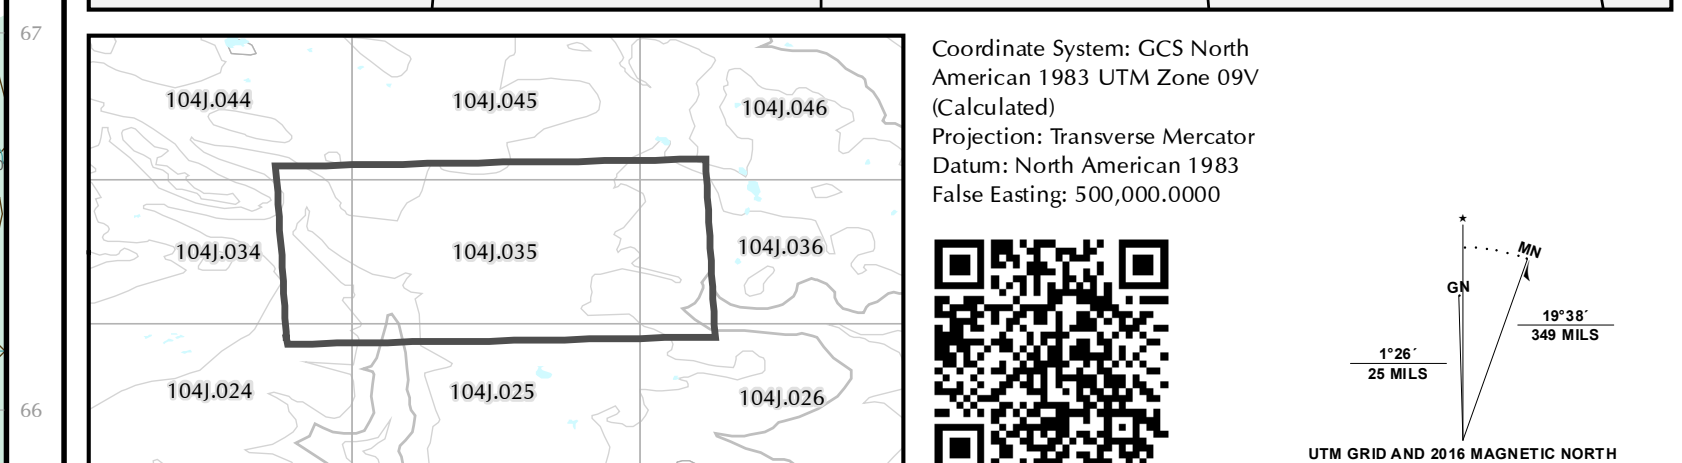 67
66
104J.044
104J.045
104J.046
104J.034
104J.035
104J.036
104J.024
104J.025
104J.026
Coordinate System: GCS North
American 1983 UTM Zone 09V
(Calculated)
Projection: Transverse Mercator
Datum: North American 1983
False Easting: 500,000.0000
MN
GN
19°38´
349 MILS
1°26´
25 MILS
UTM GRID AND 2016 MAGNETIC NORTH